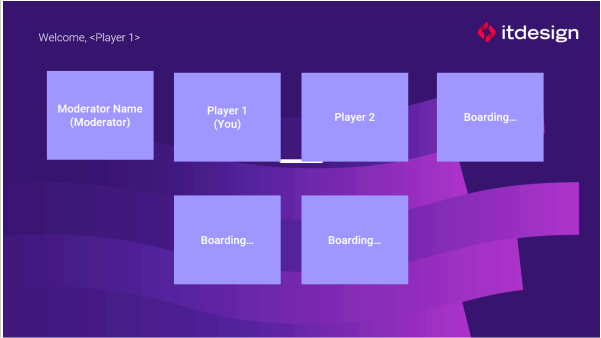 itdesign
Welcome, <Player 1>
Moderator Name
(Moderator)
Player 1
(You)
Player 2
Boarding...
Boarding...
Boarding...